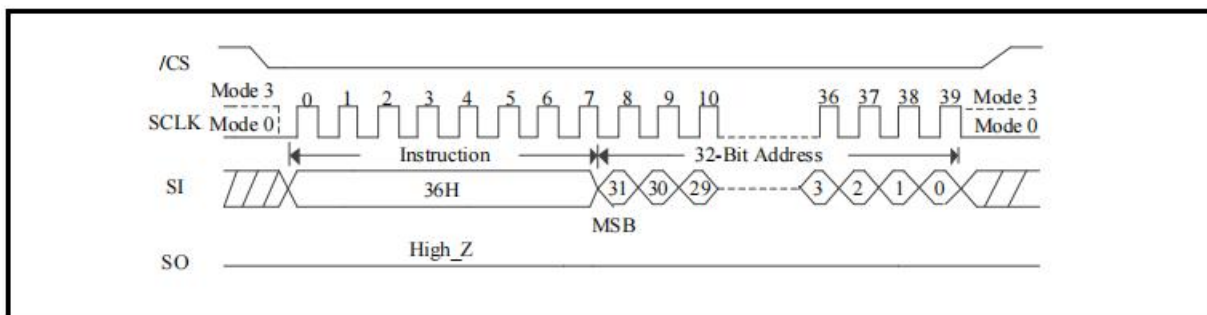 /CS
Mode 3
0 1 2 3 4 5 6 7 8 9 10 36 37 38 39 Mode 3
SCLK Mode 0 Mode 0
Instruction 32-Bit Address
SI 36H 31 30 29 3 2 1 0
MSB
High_Z
SO